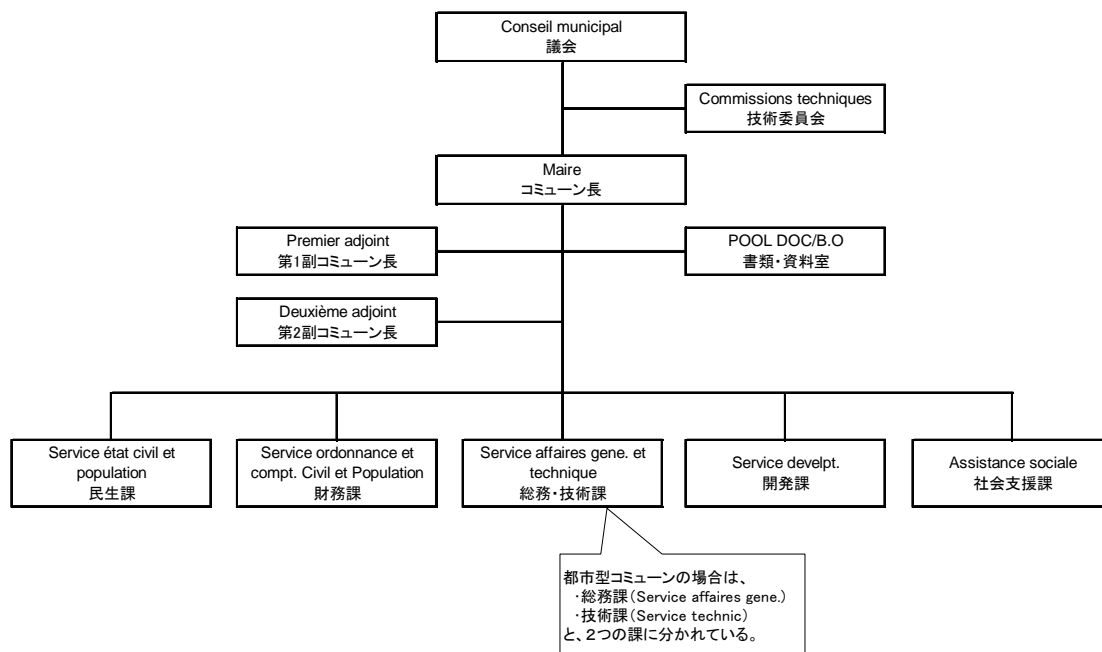 Conseil municipal
議会
Commissions techniques
技術委員会
Maire
コミューン長
Premier adjoint
第1副コミューン長
POOL DOC/B.O
書類・資料室
Deuxième adjoint
第2副コミューン長
Service état civil et
population
民生課
Service ordonnance et
compt. Civil et Population
財務課
Service affaires gene. et
technique
総務・技術課
Service develpt.
開発課
Assistance sociale
社会支援課
都市型コミューンの場合は、
・総務課(Service affaires gene.)
・技術課(Service technic)
と、２つの課に分かれている。